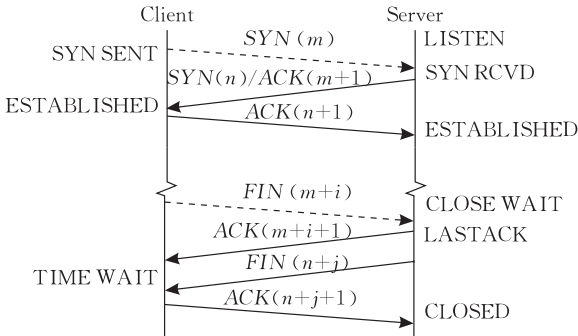 Client
Server
SYN (m)
LISTEN
SYN SENT
SYN(n)/ACK(m+1)
SYN RCVD
ESTABLISHED
ACK(n+1)
ESTABLISHED
FIN (m+i)
CLOSE WAIT
ACK(m+i+1)
LASTACK
FIN (n+j)
TIME WAIT
ACK(n+j+1)
CLOSED